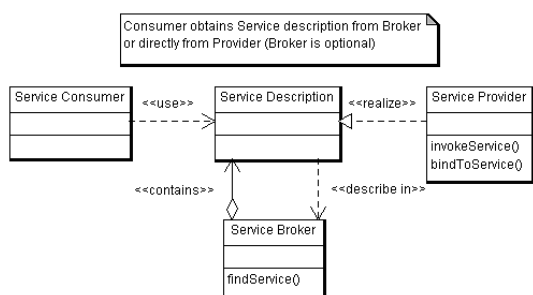 Consumer obtains Service description from Broker
or directly from Provider (Broker is optional)
Service Consumer
<<use>>
Service Description
<<realize>>
Service Provider
invokeService()
bindToService()
<<contains>>
<<describe in>>
Service Broker
findService()